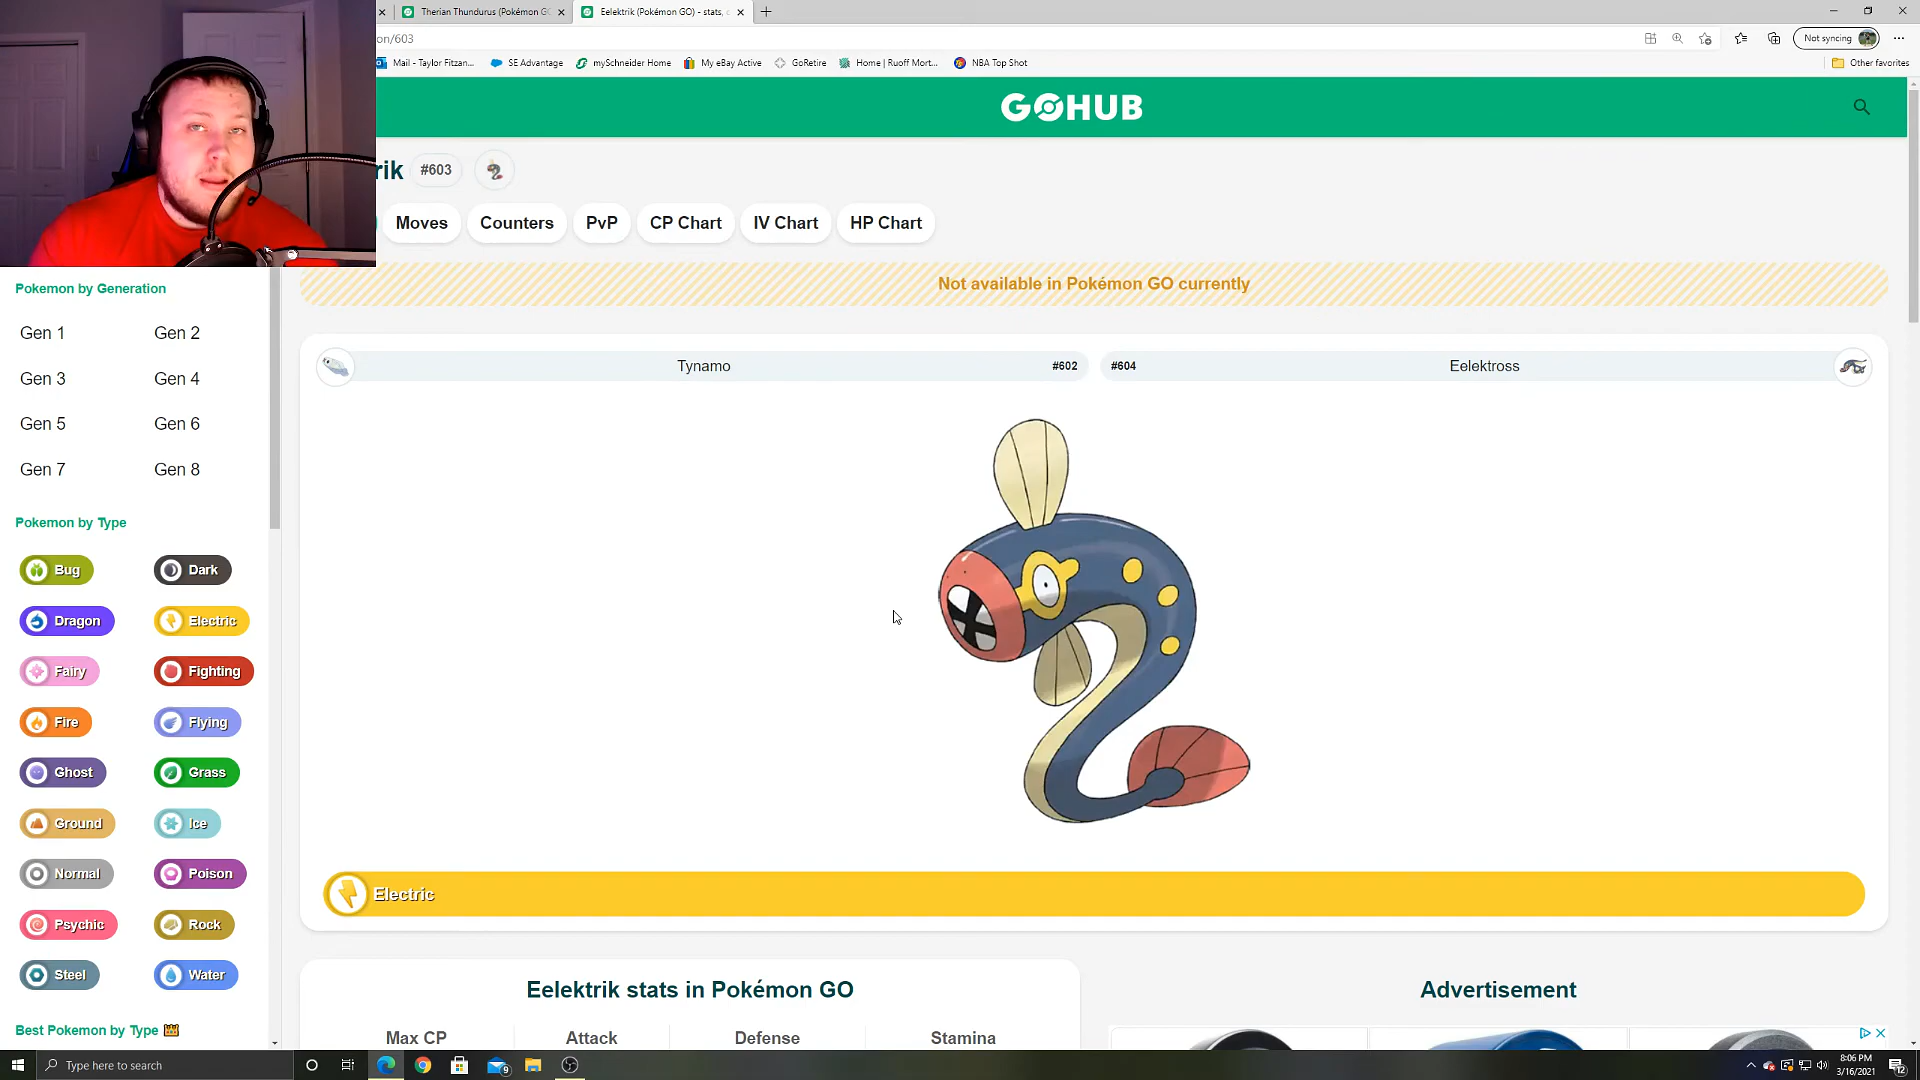 Therian Thundurus (Pokémon G
Eelektrik (Pokémon GO) - stats,
on/603
Not syncing
Mail - Taylor Fitzan...
SE Advantage
mySchneider Home
My eBay Active
GoRetire
Home | Ruoff Mort...
NBA Top Shot
Other favorites
GOHUB
rik
#603
Moves
Counters
PvP
CP Chart
IV Chart
HP Chart
Not available in Pokémon GO currently
Pokemon by Generation
Gen 1
Gen 2
Gen 3
Gen 4
Gen 5
Gen 6
Gen 7
Gen 8
Tynamo
#602
#604
Eelektross
Pokemon by Type
Bug
Dark
Dragon
Electric
Fairy
Fighting
Fire
Flying
Ghost
Grass
Ground
Ice
Normal
Poison
Psychic
Rock
Steel
Water
Best Pokemon by Type
Electric
Eelektrik stats in Pokémon GO
Max CP
Attack
Defense
Stamina
Advertisement
Type here to search
9
8:06 PM
3/16/2021
12